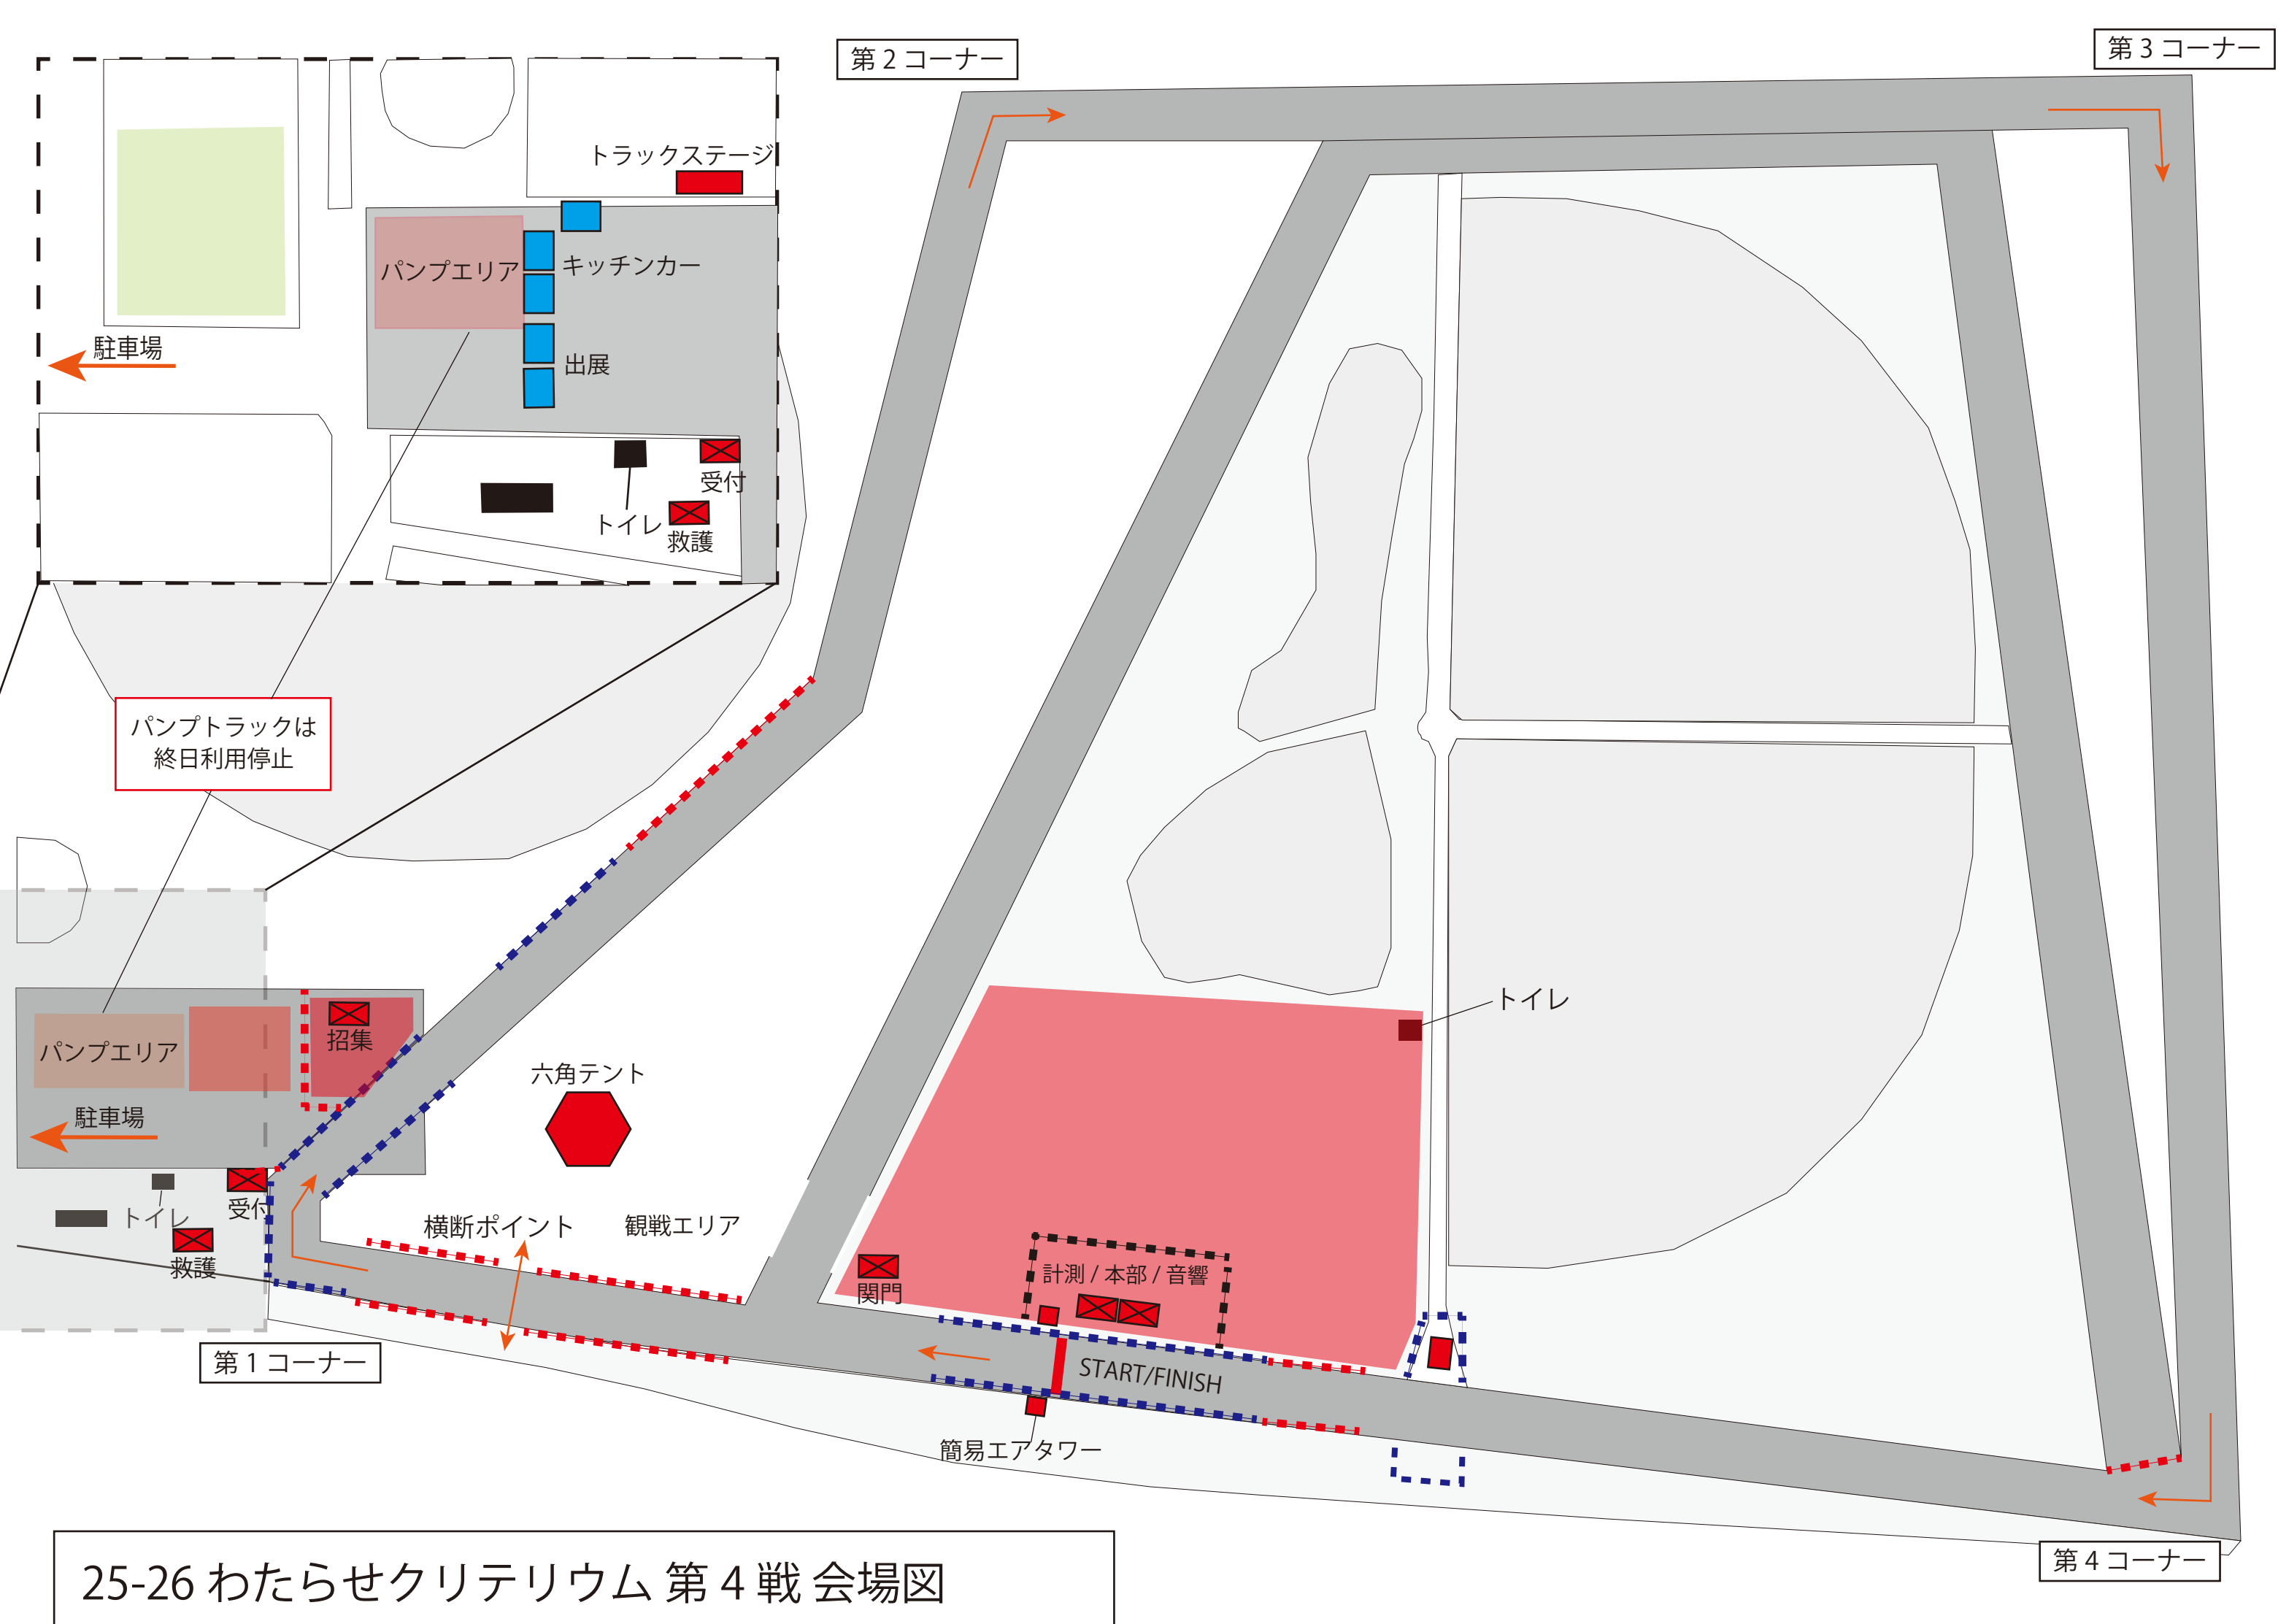 第 2 コーナー
第 3 コーナー
トラックステージ
パンプエリア
キッチンカー
駐車場
出展
受付
トイレ
救護
パンプトラックは
終日利用停止
招集
パンプエリア
トイレ
六角テント
駐車場
受付
トイレ
横断ポイント
観戦エリア
救護
計測 / 本部 / 音響
関門
第 1 コーナー
START/FINISH
簡易エアタワー
第 4 コーナー
25-26 わたらせクリテリウム 第 4 戦 会場図